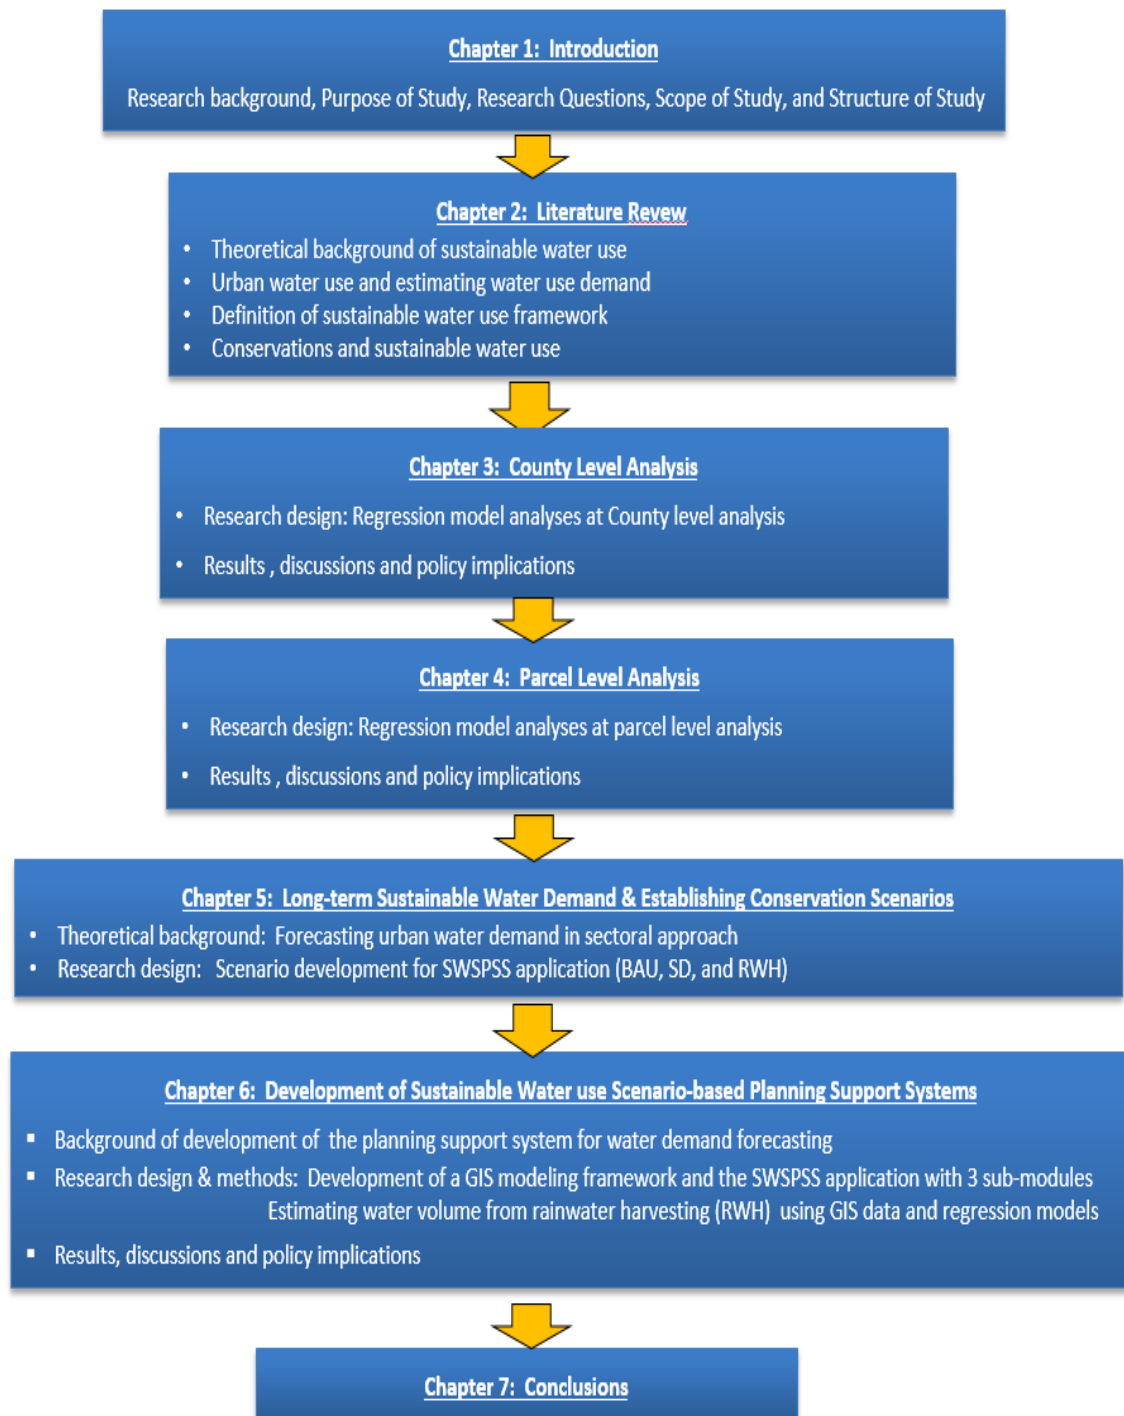 Chapter 1: Introduction
Research background, Purpose of Study, Research Questions, Scope of Study, and Structure of Study
Chapter 2: Literature Revew
• Theoretical background of sustainable water use
• Urban water use and estimating water use demand
• Definition of sustainable water use framework
• Conservations and sustainable water use
Chapter 3: County Level Analysis
• Research design: Regression model analyses at County level analysis
• Results , discussions and policy implications
Chapter 4: Parcel Level Analysis
• Research design: Regression model analyses at parcel level analysis
• Results , discussions and policy implications
Chapter 5: Long-term Sustainable Water Demand & Establishing Conservation Scenarios
• Theoretical background: Forecasting urban water demand in sectoral approach
• Research design: Scenario development for SWSPSS application (BAU, SD, and RWH)
Chapter 6: Development of Sustainable Water use Scenario-based Planning Support Systems
▪ Background of development of the planning support system for water demand forecasting
▪ Research design & methods: Development of a GIS modeling framework and the SWSPSS application with 3 sub-modules
Estimating water volume from rainwater harvesting (RWH) using GIS data and regression models
▪ Results, discussions and policy implications
Chapter 7: Conclusions